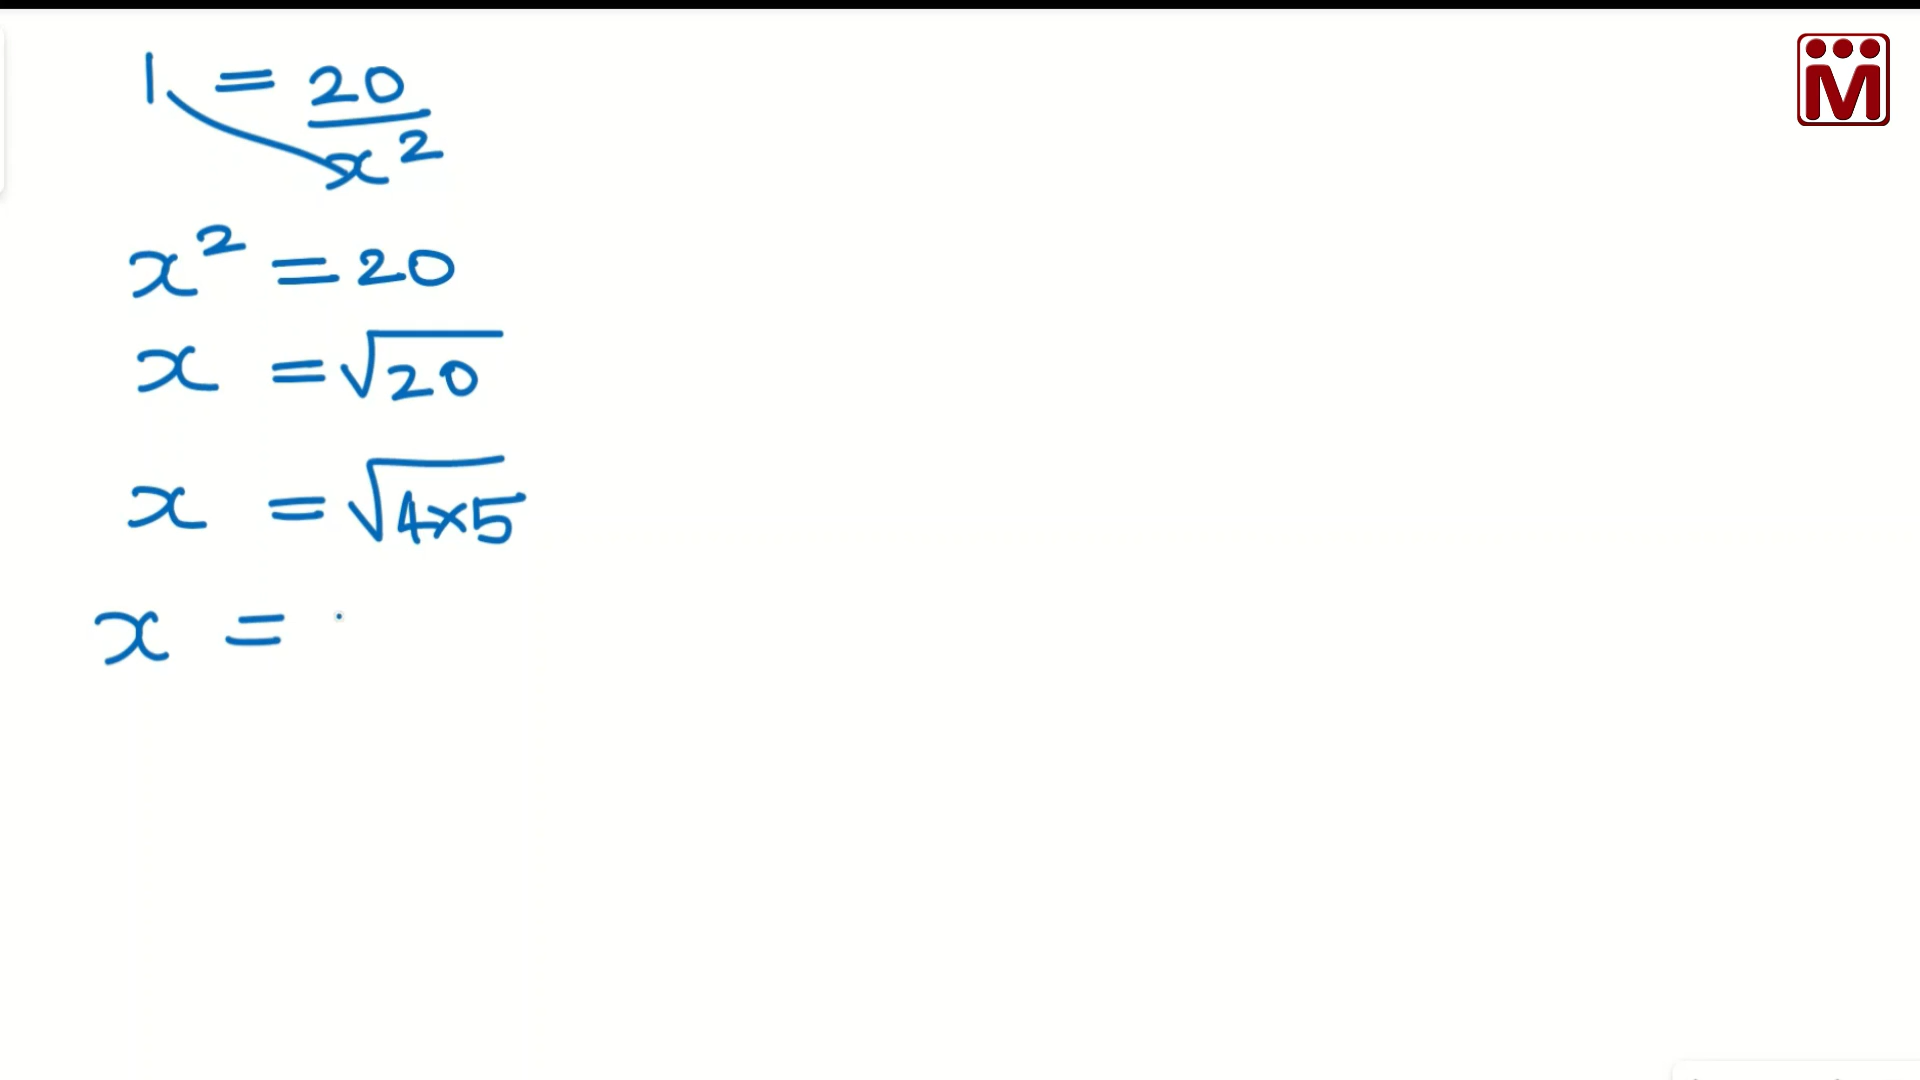 1 = 20/x²
x² = 20
x = √20
x = √4×5
x =
M